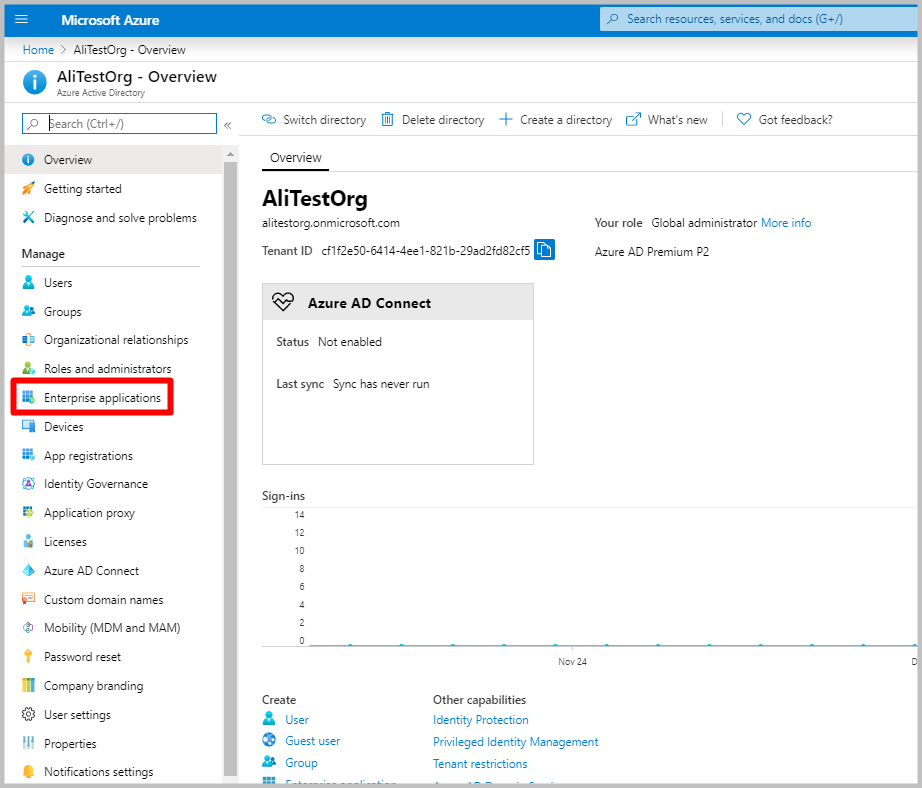 Microsoft Azure
Search resources, services, and docs (G+/)
Home > AliTestOrg - Overview
AliTestOrg - Overview
Azure Active Directory
Search (Ctrl+/)
«
Overview
Getting started
Diagnose and solve problems
Manage
Users
Groups
Organizational relationships
Roles and administrators
Enterprise applications
Devices
App registrations
Identity Governance
Application proxy
Licenses
Azure AD Connect
Custom domain names
Mobility (MDM and MAM)
Password reset
Company branding
User settings
Properties
Notifications settings
Switch directory Delete directory Create a directory What's new Got feedback?
Overview
AliTestOrg
alitestorg.onmicrosoft.com
Tenant ID cf1f2e50-6414-4ee1-821b-29ad2fd82cf5
Your role Global administrator More info
Azure AD Premium P2
Azure AD Connect
Status Not enabled
Last sync Sync has never run
Sign-ins
14
12
10
8
6
4
2
0
Nov 24
D
Create
User
Guest user
Group
Enterprise application
Other capabilities
Identity Protection
Privileged Identity Management
Tenant restrictions